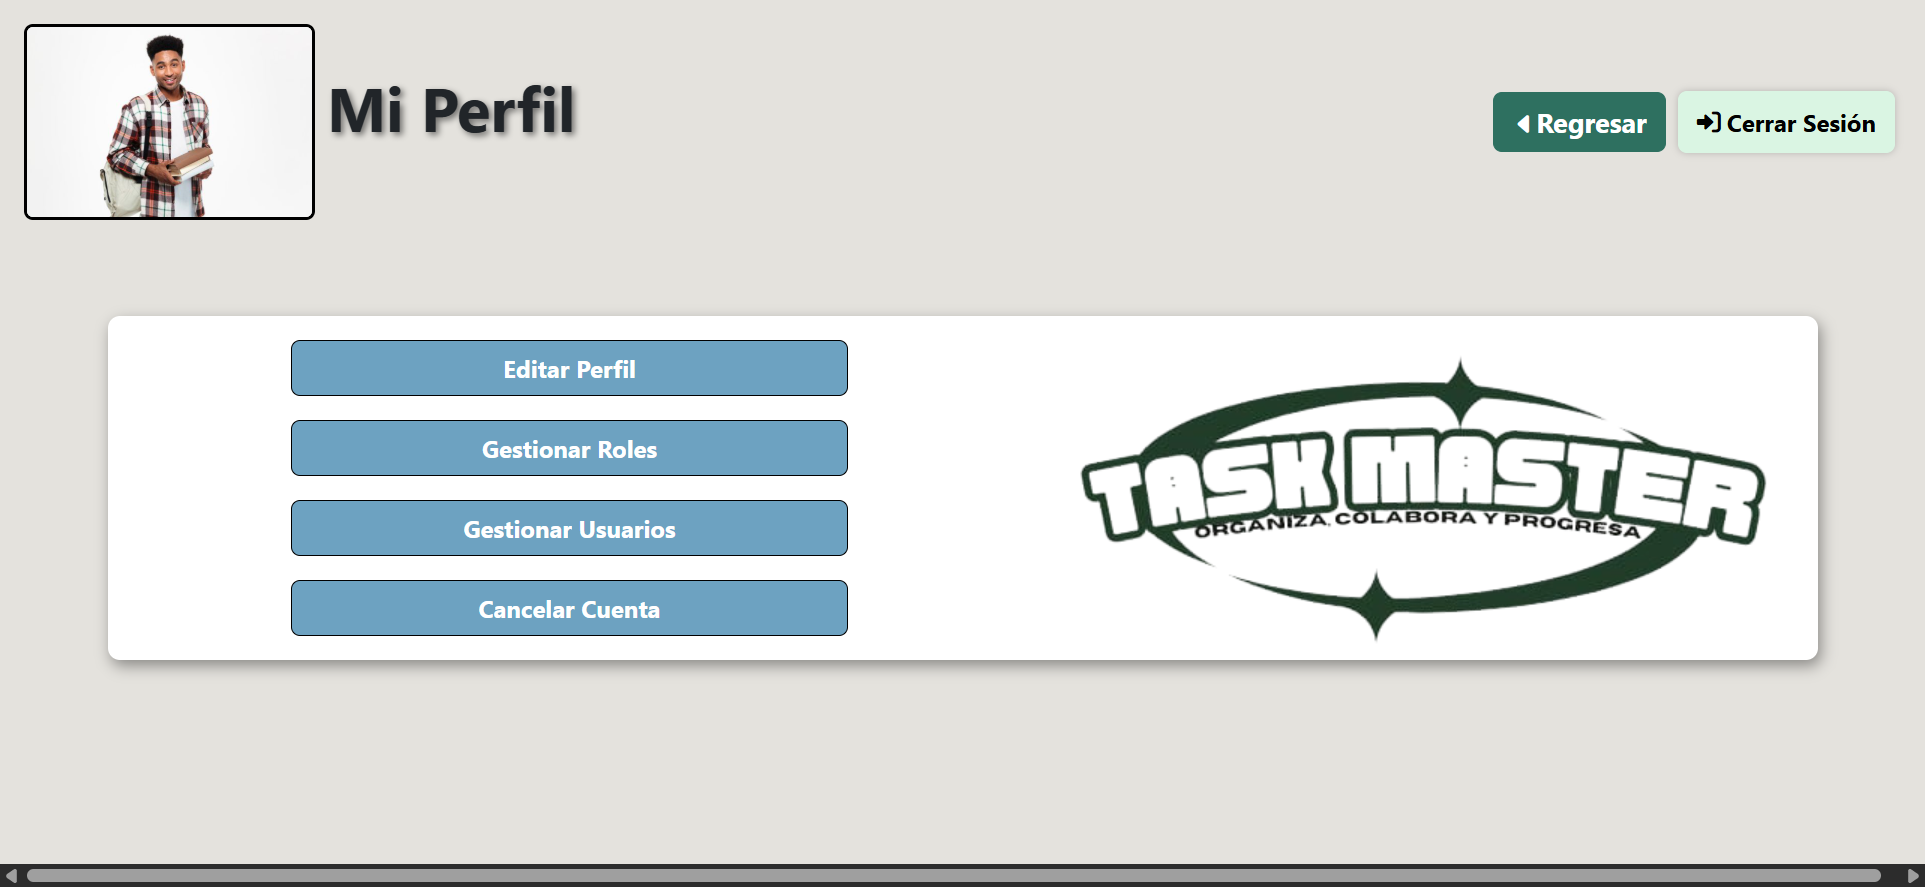 Mi Perfil
Regresar
Cerrar Sesión
Editar Perfil
Gestionar Roles
Gestionar Usuarios
Cancelar Cuenta
TASK MASTER
ORGANIZA, COLABORA Y PROGRESA